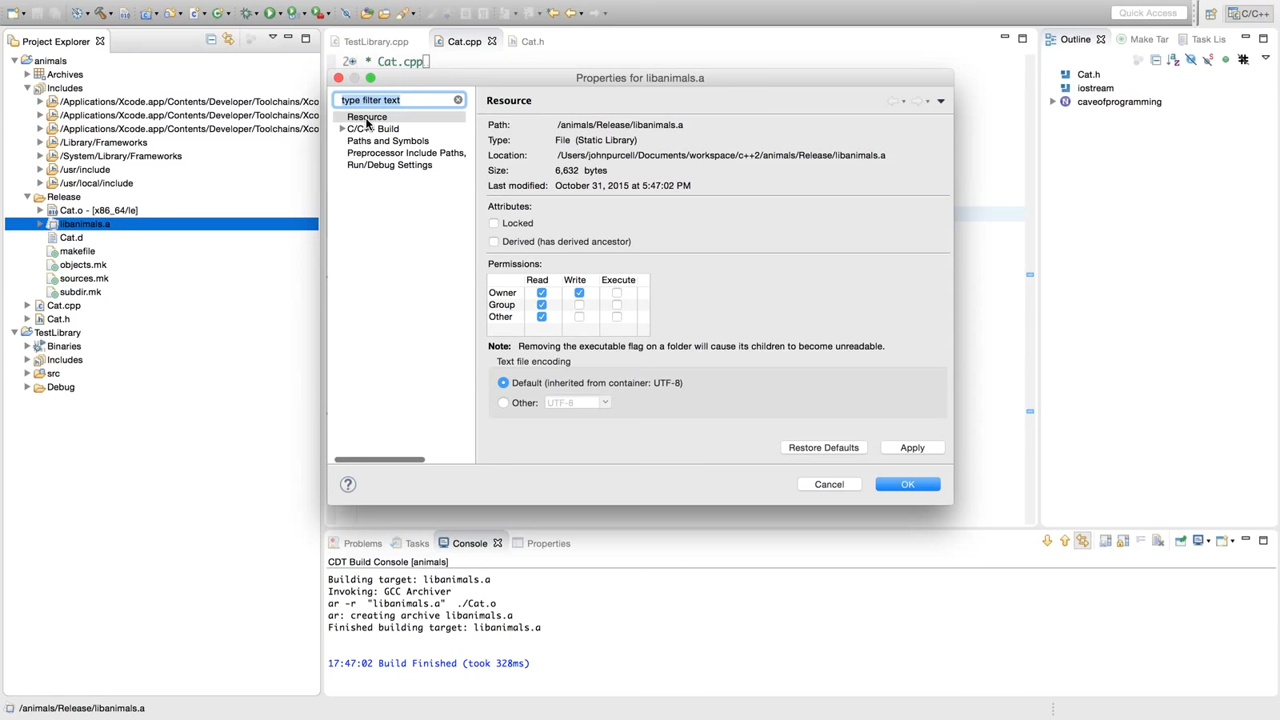 Quick Access
C/C++
Project Explorer
TestLibrary.cpp
Cat.cpp
Cat.h
Outline
Make Tar
Task Lis
animals
Archives
Includes
/Applications/Xcode.app/Contents/Developer/Toolchains/Xco
/Applications/Xcode.app/Contents/Developer/Toolchains/Xco
/Applications/Xcode.app/Contents/Developer/Toolchains/Xco
/Library/Frameworks
/System/Library/Frameworks
/usr/include
/usr/local/include
Release
Cat.o - [x86_64/le]
libanimals.a
Cat.d
makefile
objects.mk
sources.mk
subdir.mk
Cat.cpp
Cat.h
TestLibrary
Binaries
Includes
src
Debug
2 * Cat.cpp
Properties for libanimals.a
type filter text
Resource
C/C++ Build
Paths and Symbols
Preprocessor Include Paths,
Run/Debug Settings
Resource
Path: /animals/Release/libanimals.a
Type: File (Static Library)
Location: /Users/johnpurcell/Documents/workspace/c++2/animals/Release/libanimals.a
Size: 6,632 bytes
Last modified: October 31, 2015 at 5:47:02 PM
Attributes:
Locked
Derived (has derived ancestor)
Permissions:
Read Write Execute
Owner
Group
Other
Note: Removing the executable flag on a folder will cause its children to become unreadable.
Text file encoding
Default (inherited from container: UTF-8)
Other: UTF-8
Restore Defaults
Apply
Cancel
OK
Cat.h
iostream
caveofprogramming
Problems
Tasks
Console
Properties
CDT Build Console [animals]
Building target: libanimals.a
Invoking: GCC Archiver
ar -r "libanimals.a" ./Cat.o
ar: creating archive libanimals.a
Finished building target: libanimals.a
17:47:02 Build Finished (took 328ms)
/animals/Release/libanimals.a